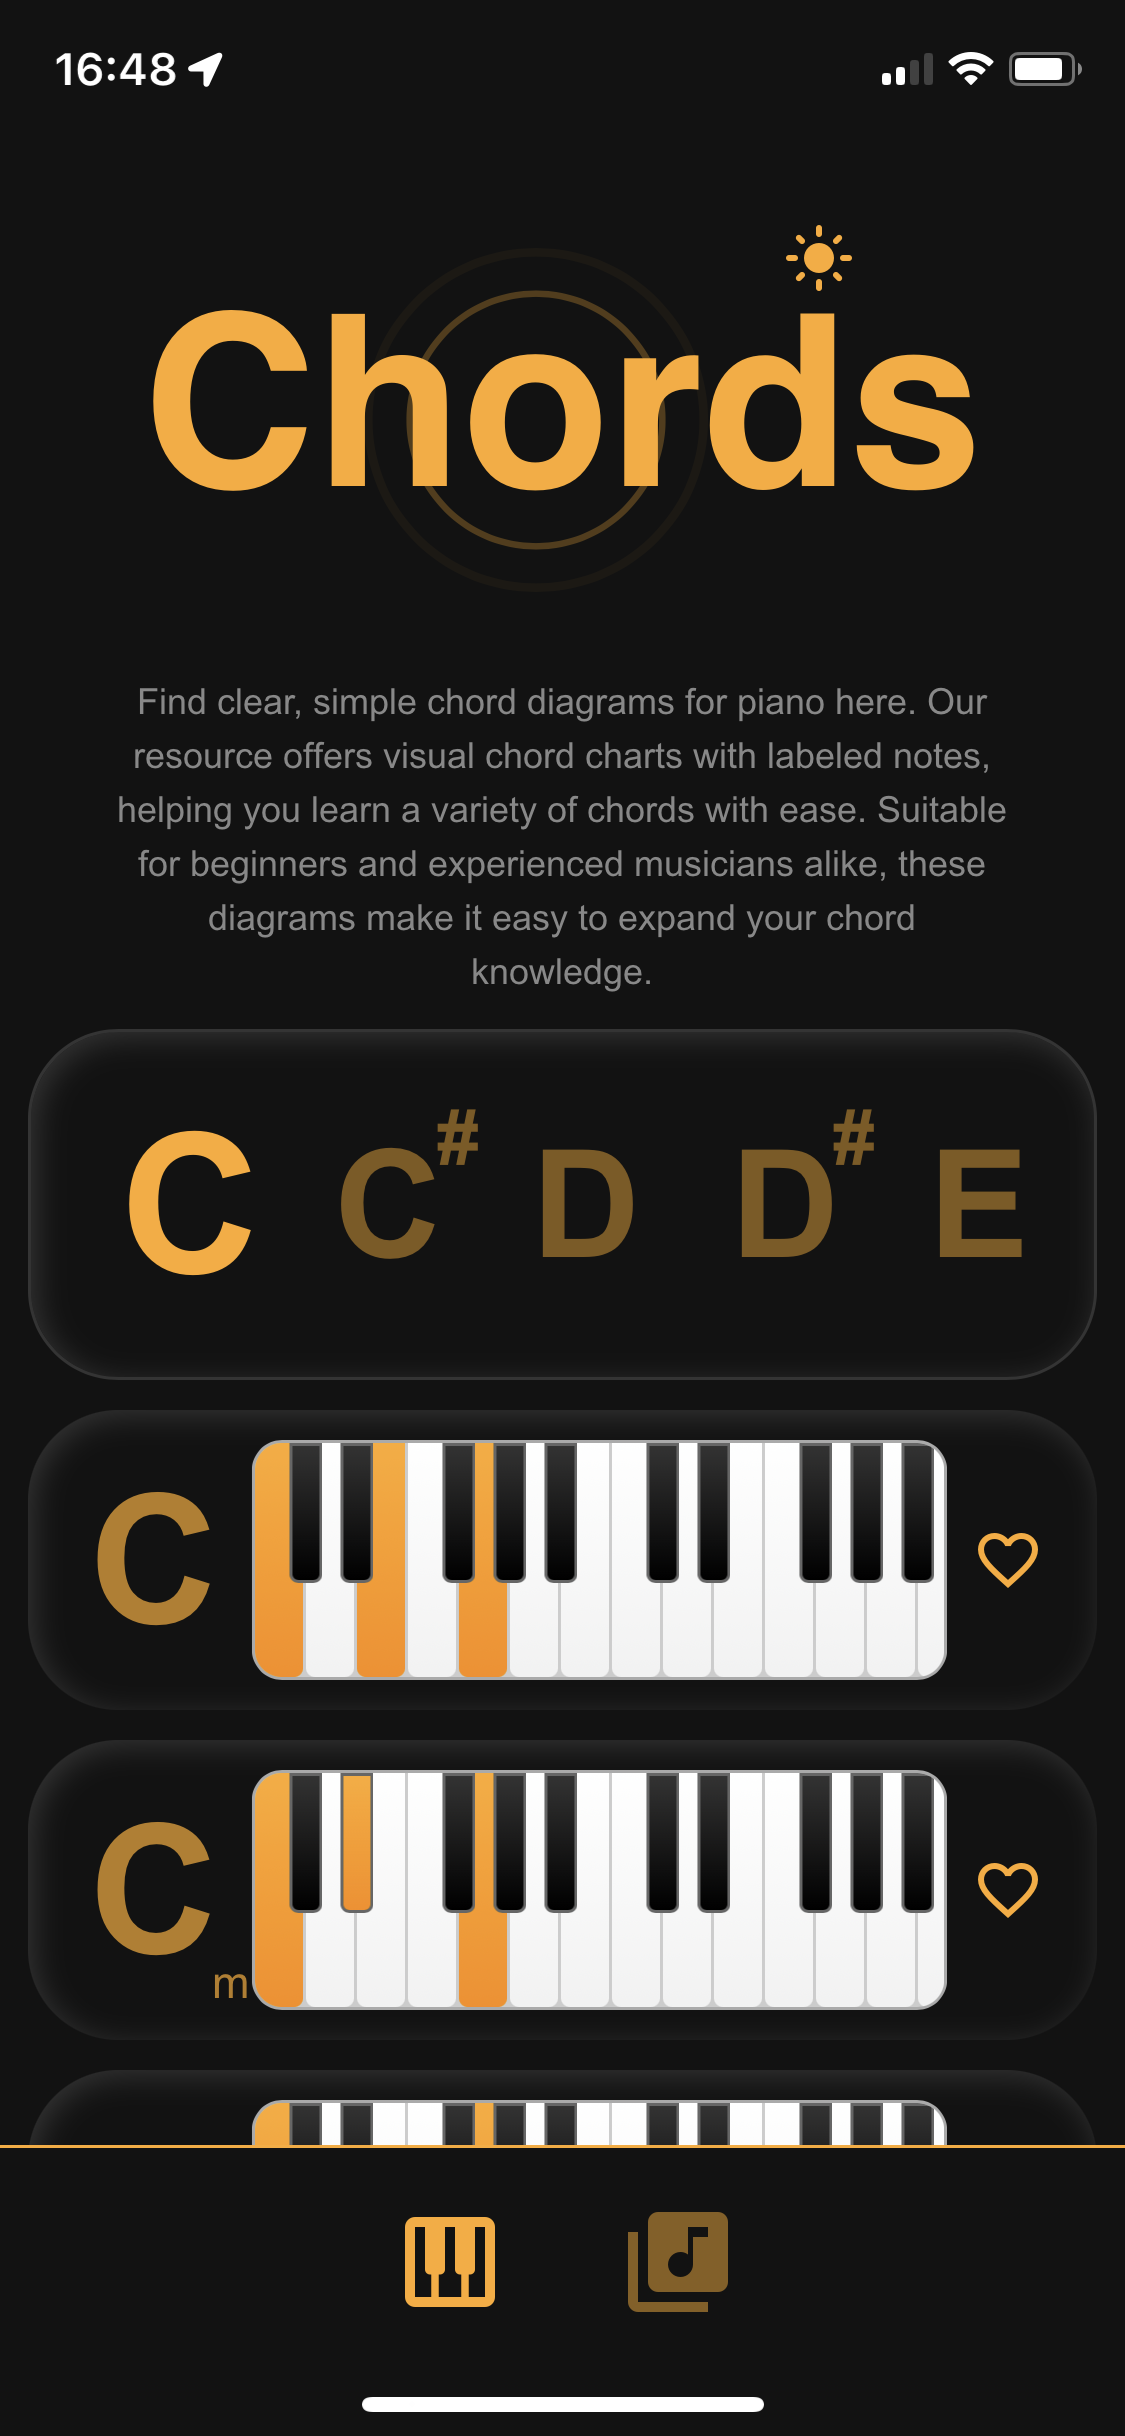 16:48
Chords
Find clear, simple chord diagrams for piano here. Our
resource offers visual chord charts with labeled notes,
helping you learn a variety of chords with ease. Suitable
for beginners and experienced musicians alike, these
diagrams make it easy to expand your chord
knowledge.
C C# D D# E
C
Cm